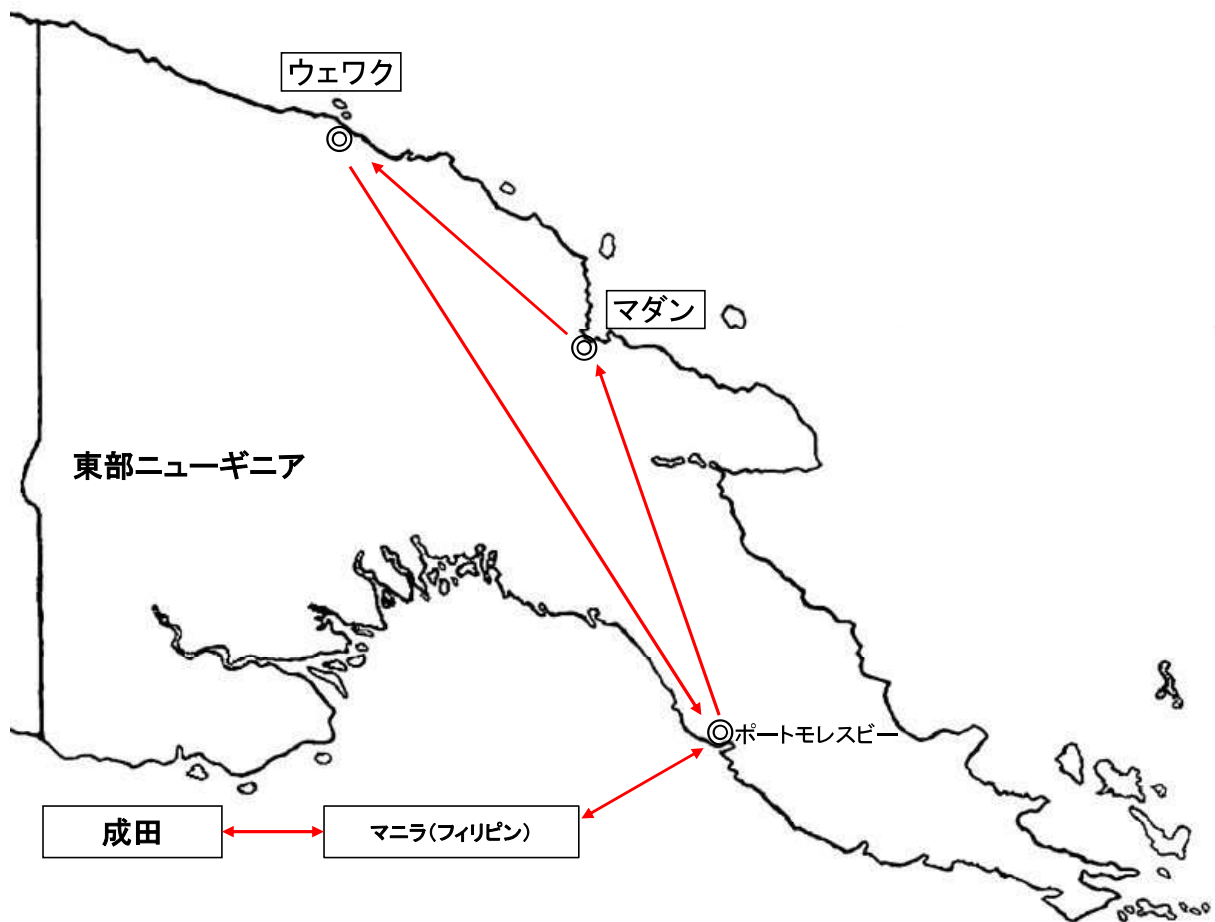 ウェワク
マダン
東部ニューギニア
ポートモレスビー
成田
マニラ(フィリピン)